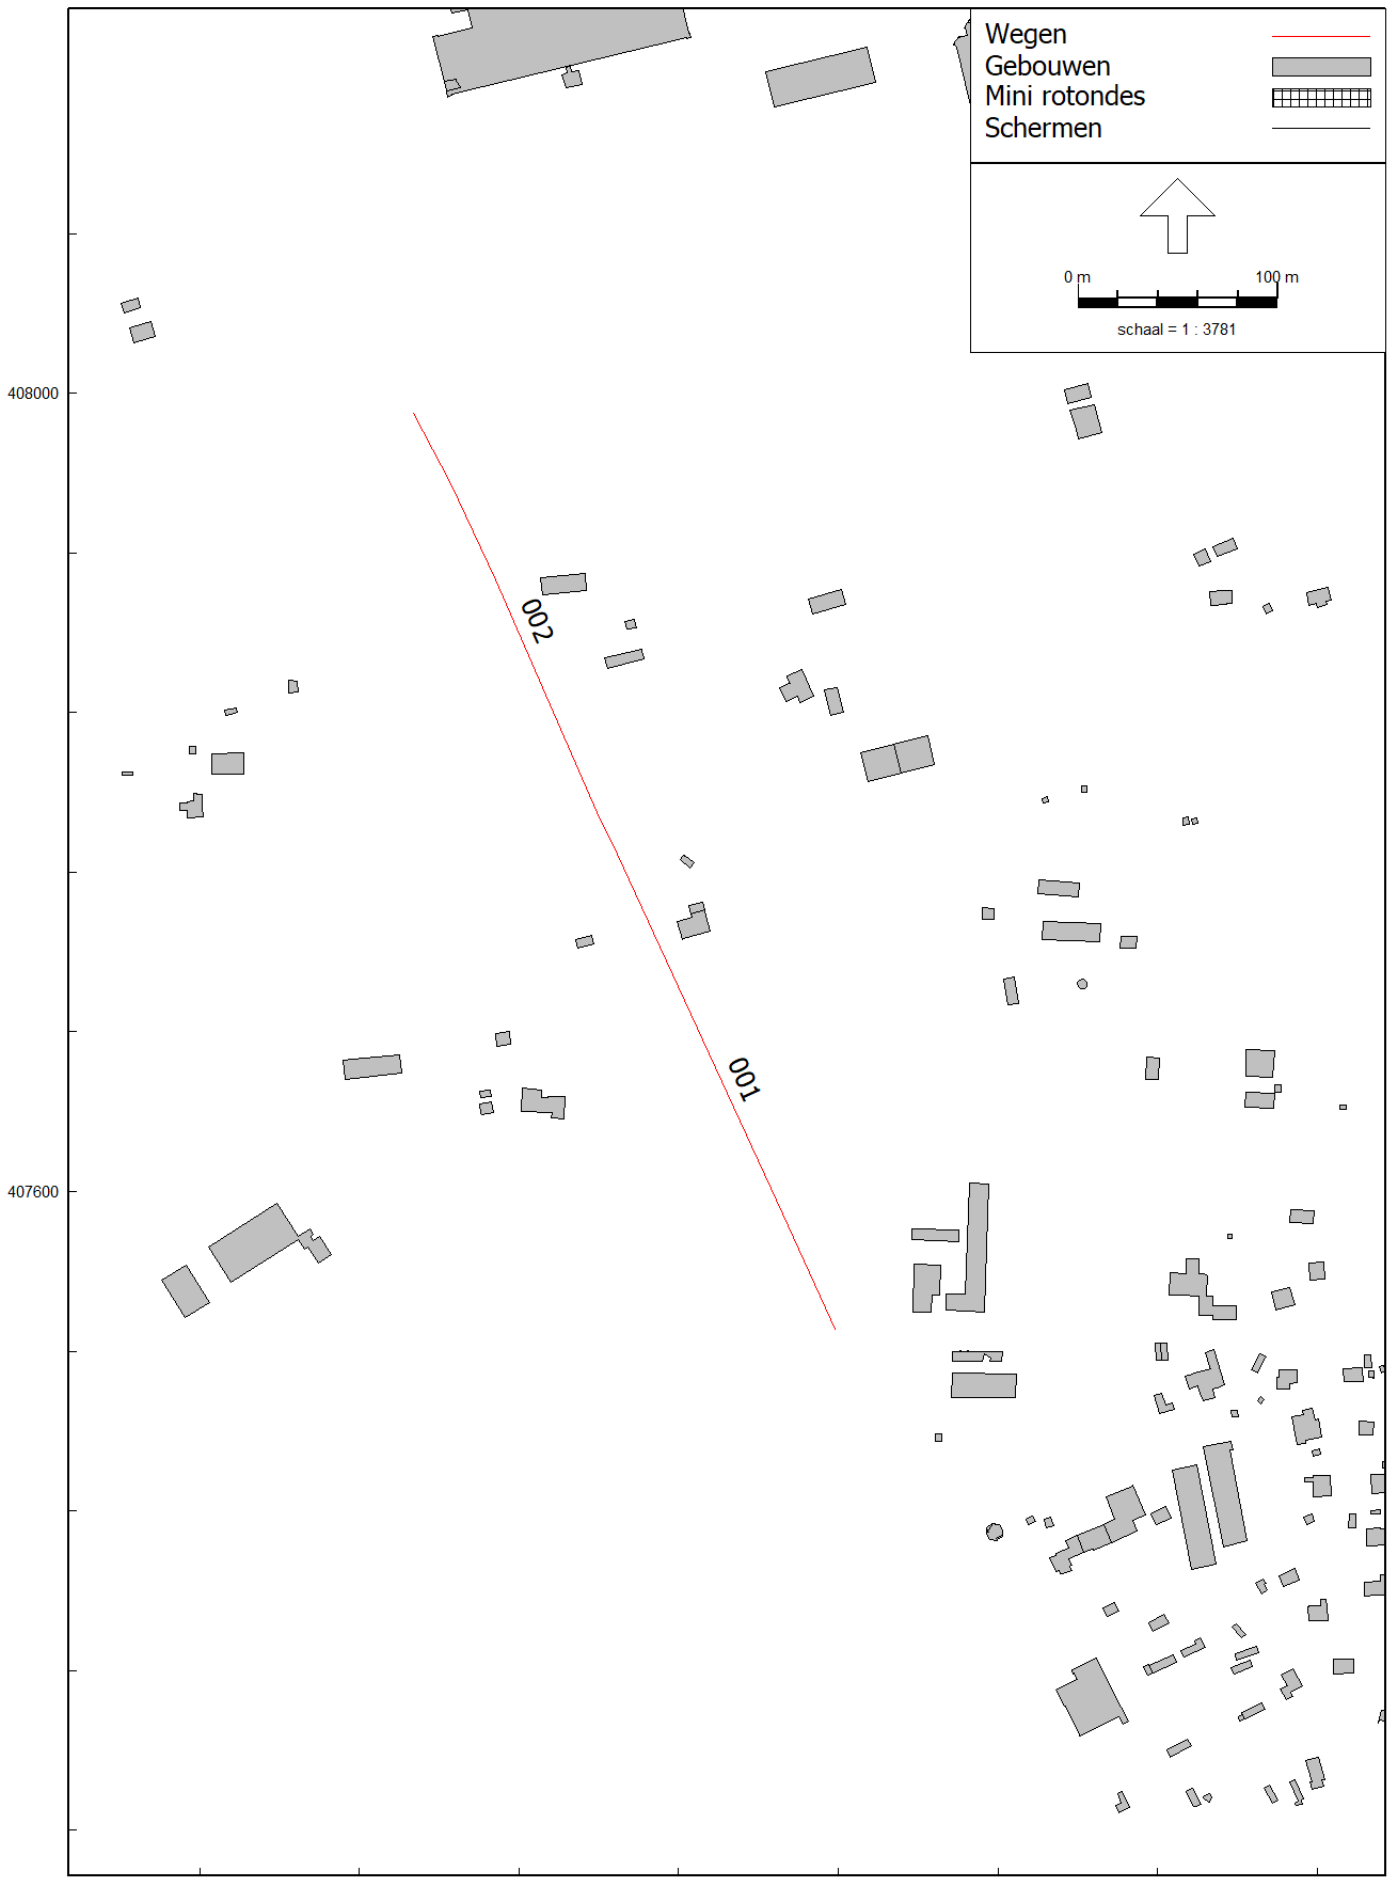 Wegen
Gebouwen
Mini rotondes
Schermen
0 m 100 m
schaal = 1 : 3781
408000
002
001
407600